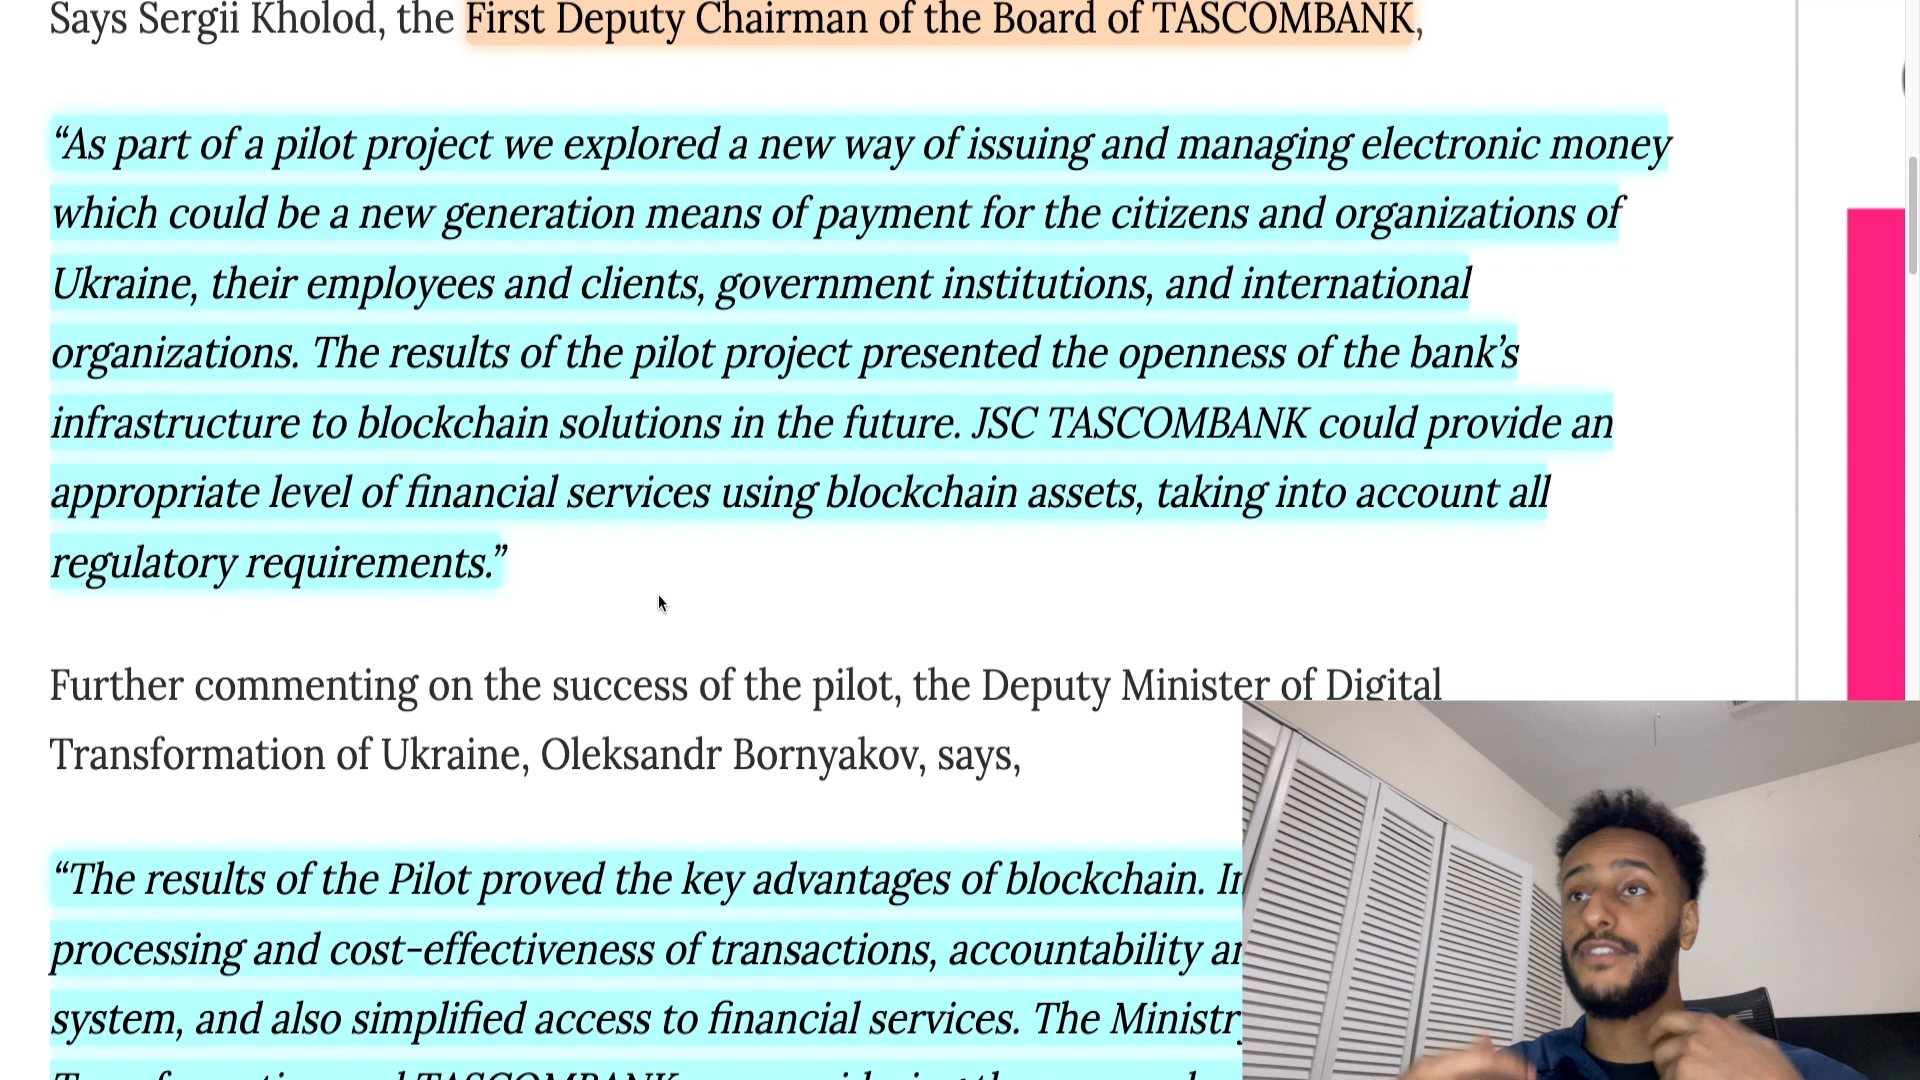 Says Sergii Kholod, the First Deputy Chairman of the Board of TASCOMBANK,
“As part of a pilot project we explored a new way of issuing and managing electronic money
which could be a new generation means of payment for the citizens and organizations of
Ukraine, their employees and clients, government institutions, and international
organizations. The results of the pilot project presented the openness of the bank’s
infrastructure to blockchain solutions in the future. JSC TASCOMBANK could provide an
appropriate level of financial services using blockchain assets, taking into account all
regulatory requirements.”
Further commenting on the success of the pilot, the Deputy Minister of Digital
Transformation of Ukraine, Oleksandr Bornyakov, says,
“The results of the Pilot proved the key advantages of blockchain.
processing and cost-effectiveness of transactions, accountability
system, and also simplified access to financial services. The